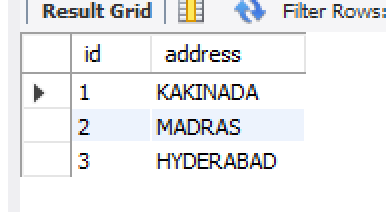 Result Grid Filter Rows:
id address
1 KAKINADA
2 MADRAS
3 HYDERABAD